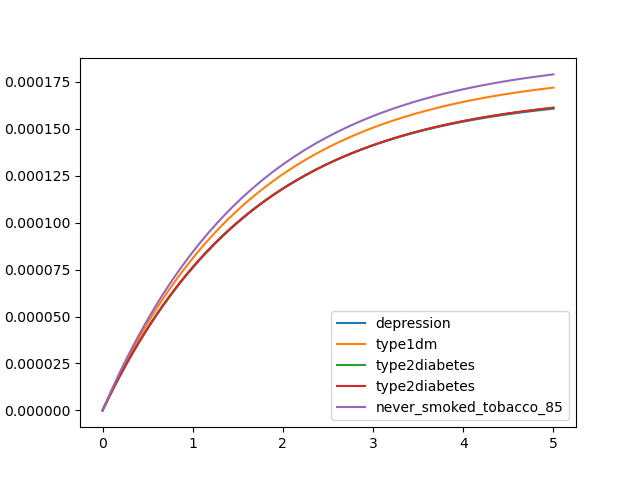 0.000175
0.000150
0.000125
0.000100
0.000075
0.000050
0.000025
0.000000
0 1 2 3 4 5
depression
type1dm
type2diabetes
type2diabetes
never_smoked_tobacco_85